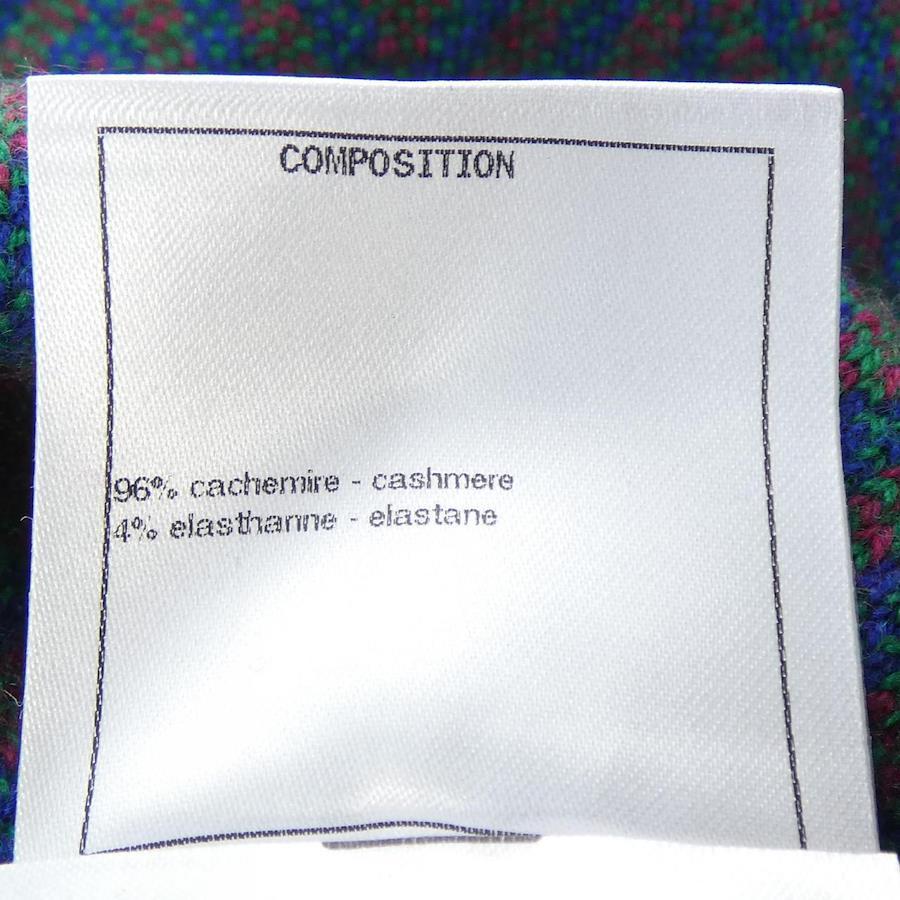 COMPOSITION
96% cachemire - cashmere
4% elasthanne - elastane